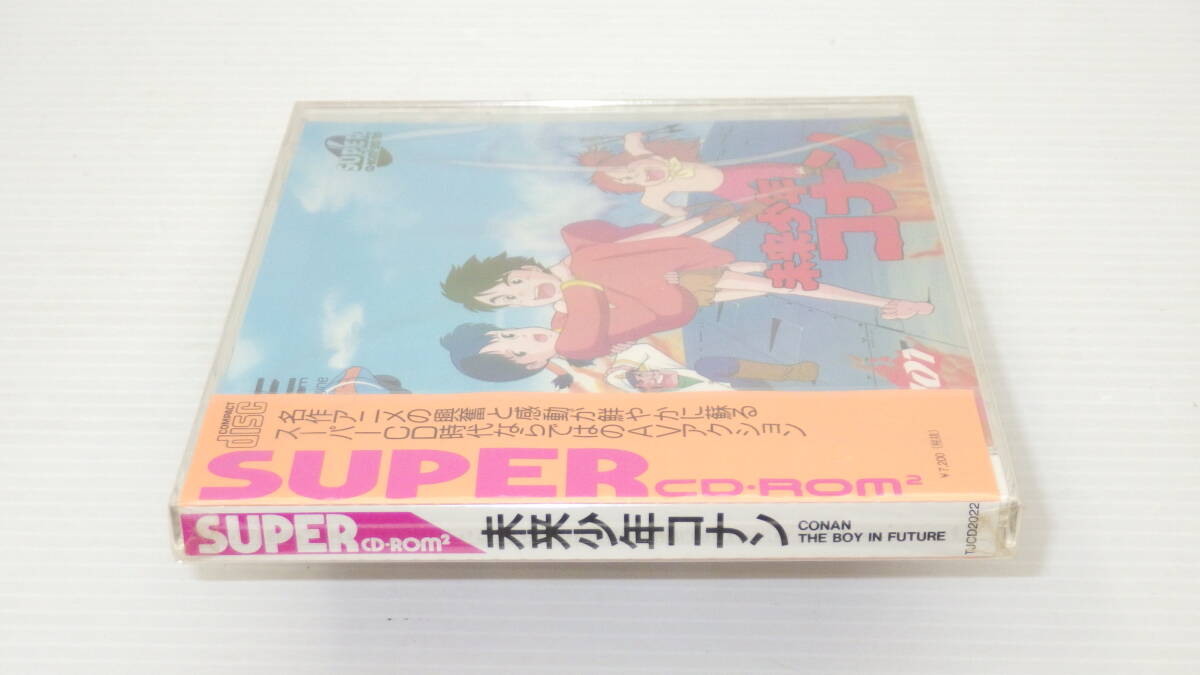 SUPER
未来少年
コナン
COMPACT
disc
名作アニメの興奮と感動が鮮やかに蘇る
スーパーCD時代ならではのAVアクション
SUPER CD-ROM²
¥7,200(税抜)
SUPER CD-ROM²
未来少年コナン
CONAN
THE BOY IN FUTURE
TJCD2022